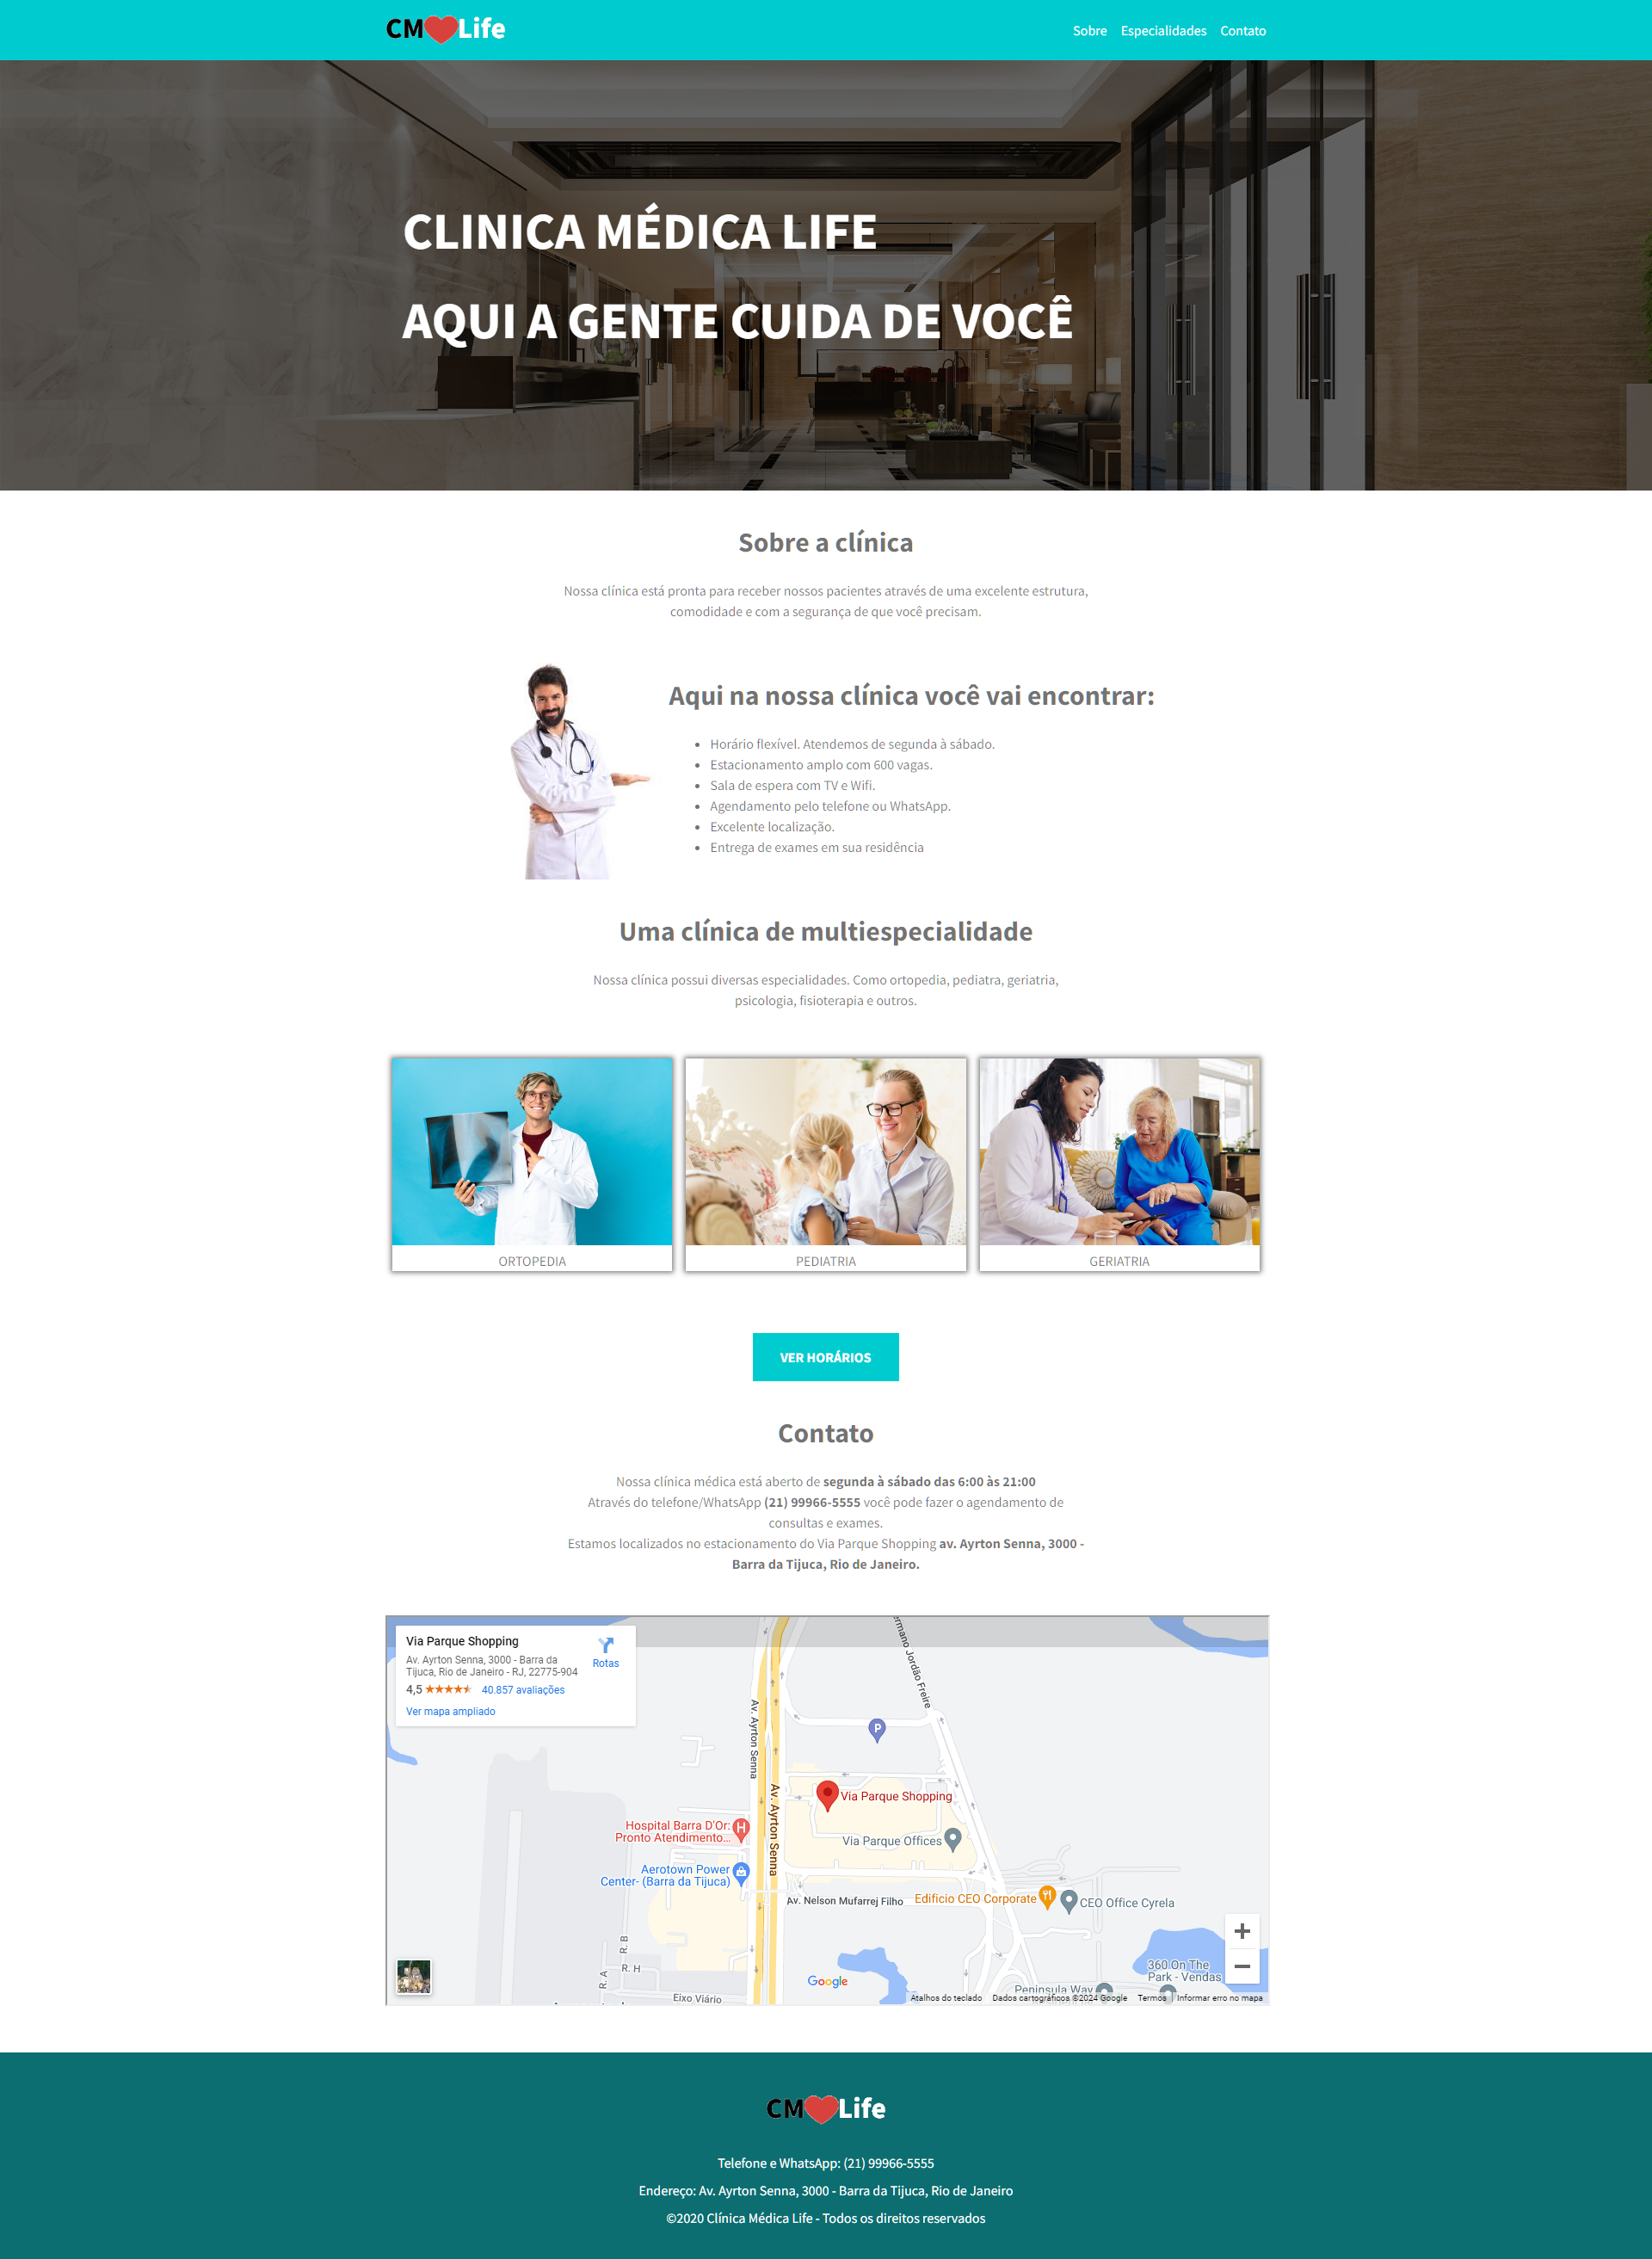 CM Life
Sobre Especialidades Contato
CLINICA MÉDICA LIFE
AQUI A GENTE CUIDA DE VOCÊ
Sobre a clínica
Nossa clínica está pronta para receber nossos pacientes através de uma excelente estrutura,
comodidade e com a segurança de que você precisam.
Aqui na nossa clínica você vai encontrar:
Horário flexível. Atendemos de segunda à sábado.
Estacionamento amplo com 600 vagas.
Sala de espera com TV e Wifi.
Agendamento pelo telefone ou WhatsApp.
Excelente localização.
Entrega de exames em sua residência
Uma clínica de multiespecialidade
Nossa clínica possui diversas especialidades. Como ortopedia, pediatra, geriatria,
psicologia, fisioterapia e outros.
ORTOPEDIA
PEDIATRIA
GERIATRIA
VER HORÁRIOS
Contato
Nossa clínica médica está aberto de segunda à sábado das 6:00 às 21:00
Através do telefone/WhatsApp (21) 99966-5555 você pode fazer o agendamento de
consultas e exames.
Estamos localizados no estacionamento do Via Parque Shopping av. Ayrton Senna, 3000 -
Barra da Tijuca, Rio de Janeiro.
Via Parque Shopping
Av. Ayrton Senna, 3000 - Barra da
Tijuca, Rio de Janeiro - RJ, 22775-904
Rotas
4,5 40.857 avaliações
Ver mapa ampliado
ermano Jordão Freire
Av. Ayrton Senna
P
Av. Ayrton Senna
Via Parque Shopping
Hospital Barra D'Or:
Pronto Atendimento...
H
Via Parque Offices
Aerotown Power
Center- (Barra da Tijuca)
Av. Nelson Mufarrej Filho
Edificio CEO Corporate
CEO Office Cyrela
R. B
R. H
R. A
Eixo Viário
Google
360 On The
Park - Vendas
Peninsula Way
Atalhos do teclado Dados cartográficos ©2024 Google Termos Informar erro no mapa
CM Life
Telefone e WhatsApp: (21) 99966-5555
Endereço: Av. Ayrton Senna, 3000 - Barra da Tijuca, Rio de Janeiro
©2020 Clínica Médica Life - Todos os direitos reservados